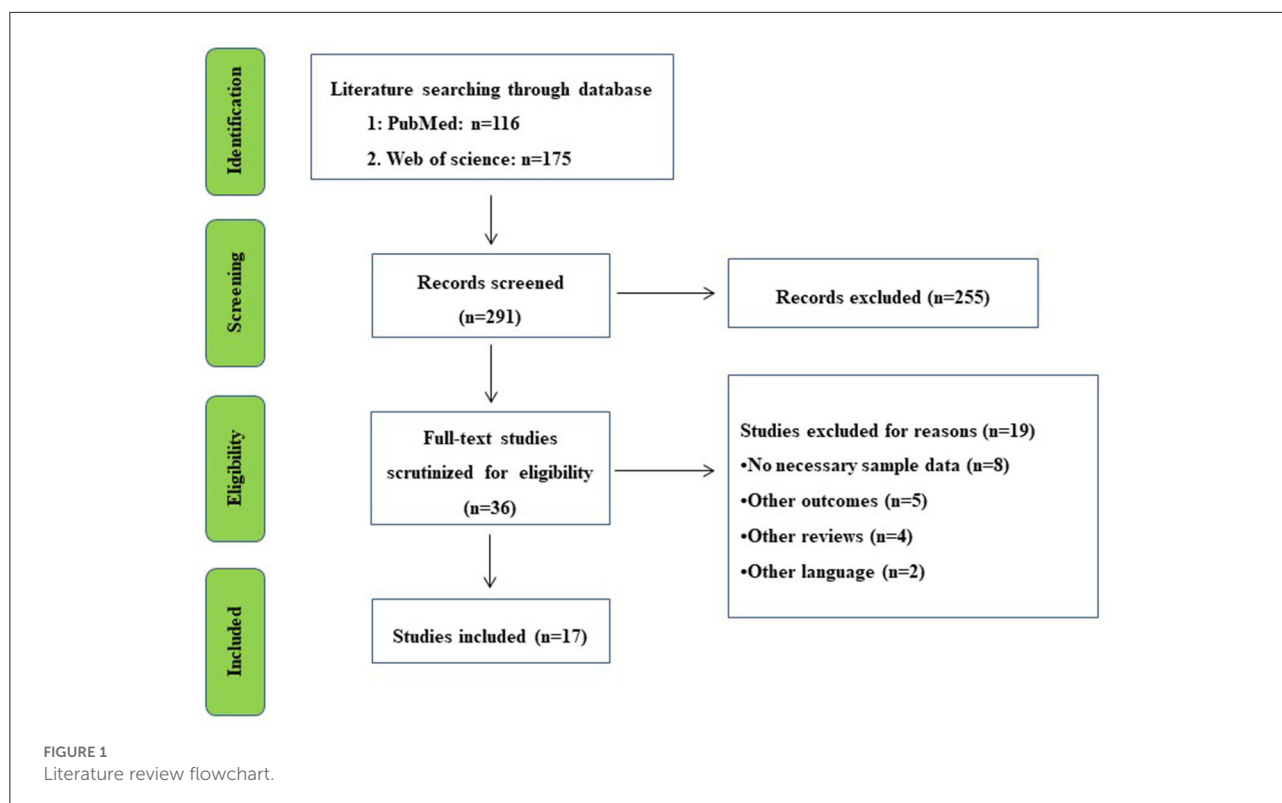 Identification
Literature searching through database
1: PubMed: n=116
2. Web of science: n=175
Screening
Records screened
(n=291)
Records excluded (n=255)
Eligibility
Full-text studies
scrutinized for eligibility
(n=36)
Studies excluded for reasons (n=19)
•No necessary sample data (n=8)
•Other outcomes (n=5)
•Other reviews (n=4)
•Other language (n=2)
Included
Studies included (n=17)
FIGURE 1
Literature review flowchart.